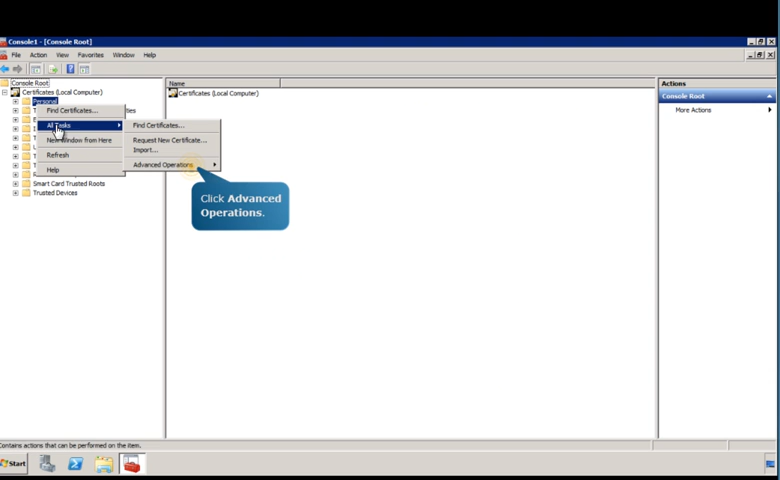 Console1 - [Console Root]
File Action View Favorites Window Help
Console Root
Certificates (Local Computer)
Personal
Find Certificates...
All Tasks
New Window from Here
Refresh
Help
Smart Card Trusted Roots
Trusted Devices
Find Certificates...
Request New Certificate...
Import...
Advanced Operations
Click Advanced
Operations.
Name
Certificates (Local Computer)
Actions
Console Root
More Actions
Contains actions that can be performed on the item.
Start